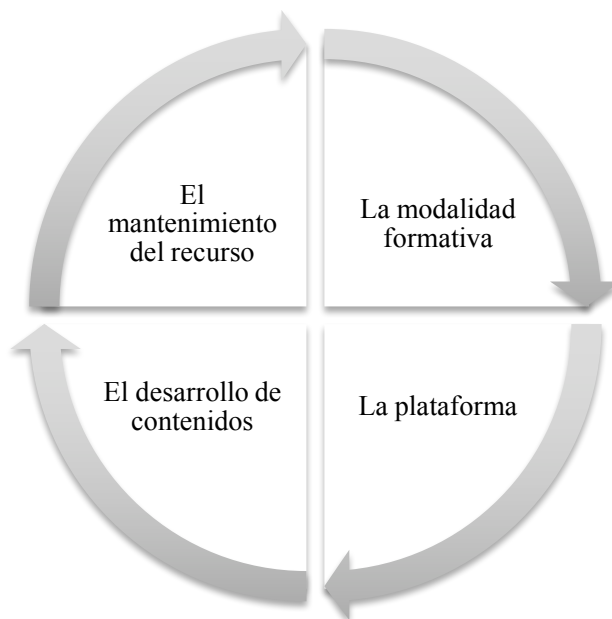 El
mantenimiento
del recurso
La modalidad
formativa
El desarrollo de
contenidos
La plataforma